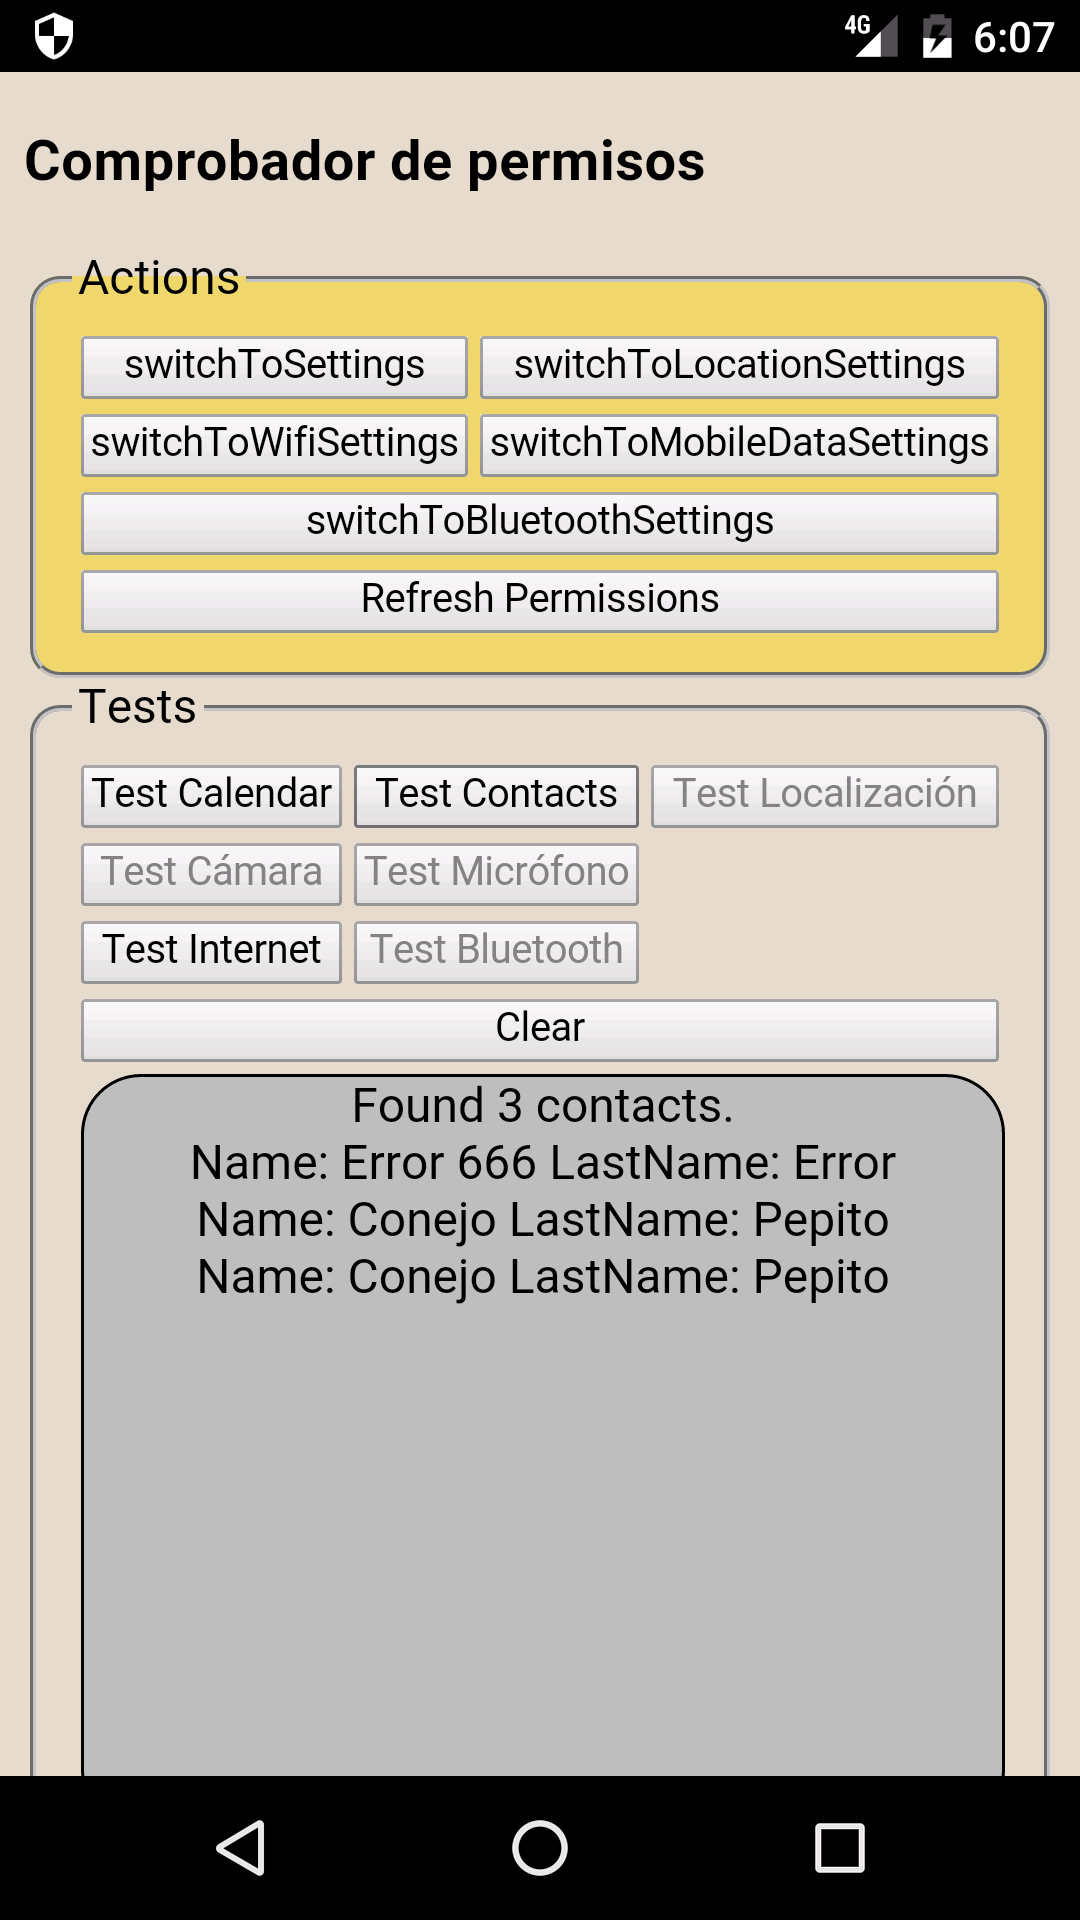 4G 6:07
Comprobador de permisos
Actions
switchToSettings switchToLocationSettings
switchToWifiSettings switchToMobileDataSettings
switchToBluetoothSettings
Refresh Permissions
Tests
Test Calendar Test Contacts Test Localización
Test Cámara Test Micrófono
Test Internet Test Bluetooth
Clear
Found 3 contacts.
Name: Error 666 LastName: Error
Name: Conejo LastName: Pepito
Name: Conejo LastName: Pepito